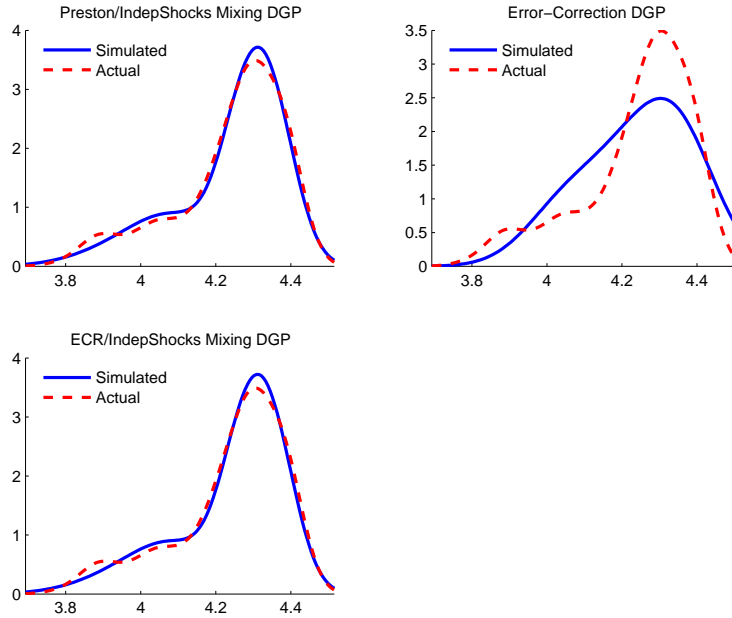 Preston/IndepShocks Mixing DGP
4
3
2
1
0
3.8 4 4.2 4.4
Simulated
Actual
Error−Correction DGP
3.5
3
2.5
2
1.5
1
0.5
0
3.8 4 4.2 4.4
Simulated
Actual
ECR/IndepShocks Mixing DGP
4
3
2
1
0
3.8 4 4.2 4.4
Simulated
Actual